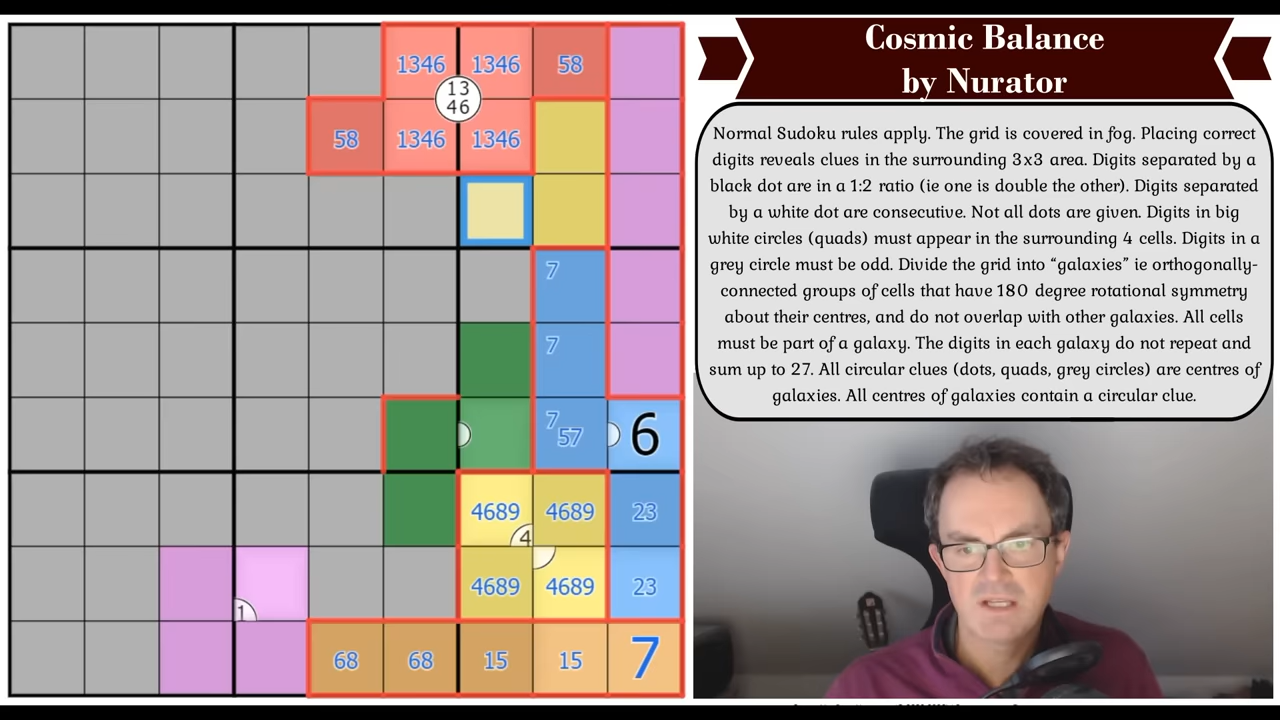 Cosmic Balance
by Nurator
Normal Sudoku rules apply. The grid is covered in fog. Placing correct
digits reveals clues in the surrounding 3x3 area. Digits separated by a
black dot are in a 1:2 ratio (ie one is double the other). Digits separated
by a white dot are consecutive. Not all dots are given. Digits in big
white circles (quads) must appear in the surrounding 4 cells. Digits in a
grey circle must be odd. Divide the grid into “galaxies” ie orthogonally-
connected groups of cells that have 180 degree rotational symmetry
about their centres, and do not overlap with other galaxies. All cells
must be part of a galaxy. The digits in each galaxy do not repeat and
sum up to 27. All circular clues (dots, quads, grey circles) are centres of
galaxies. All centres of galaxies contain a circular clue.
1346 1346 58
13
46
58 1346 1346
7
7
7 57 6
4689 4689 23
4
4689 4689 23
1
68 68 15 15 7